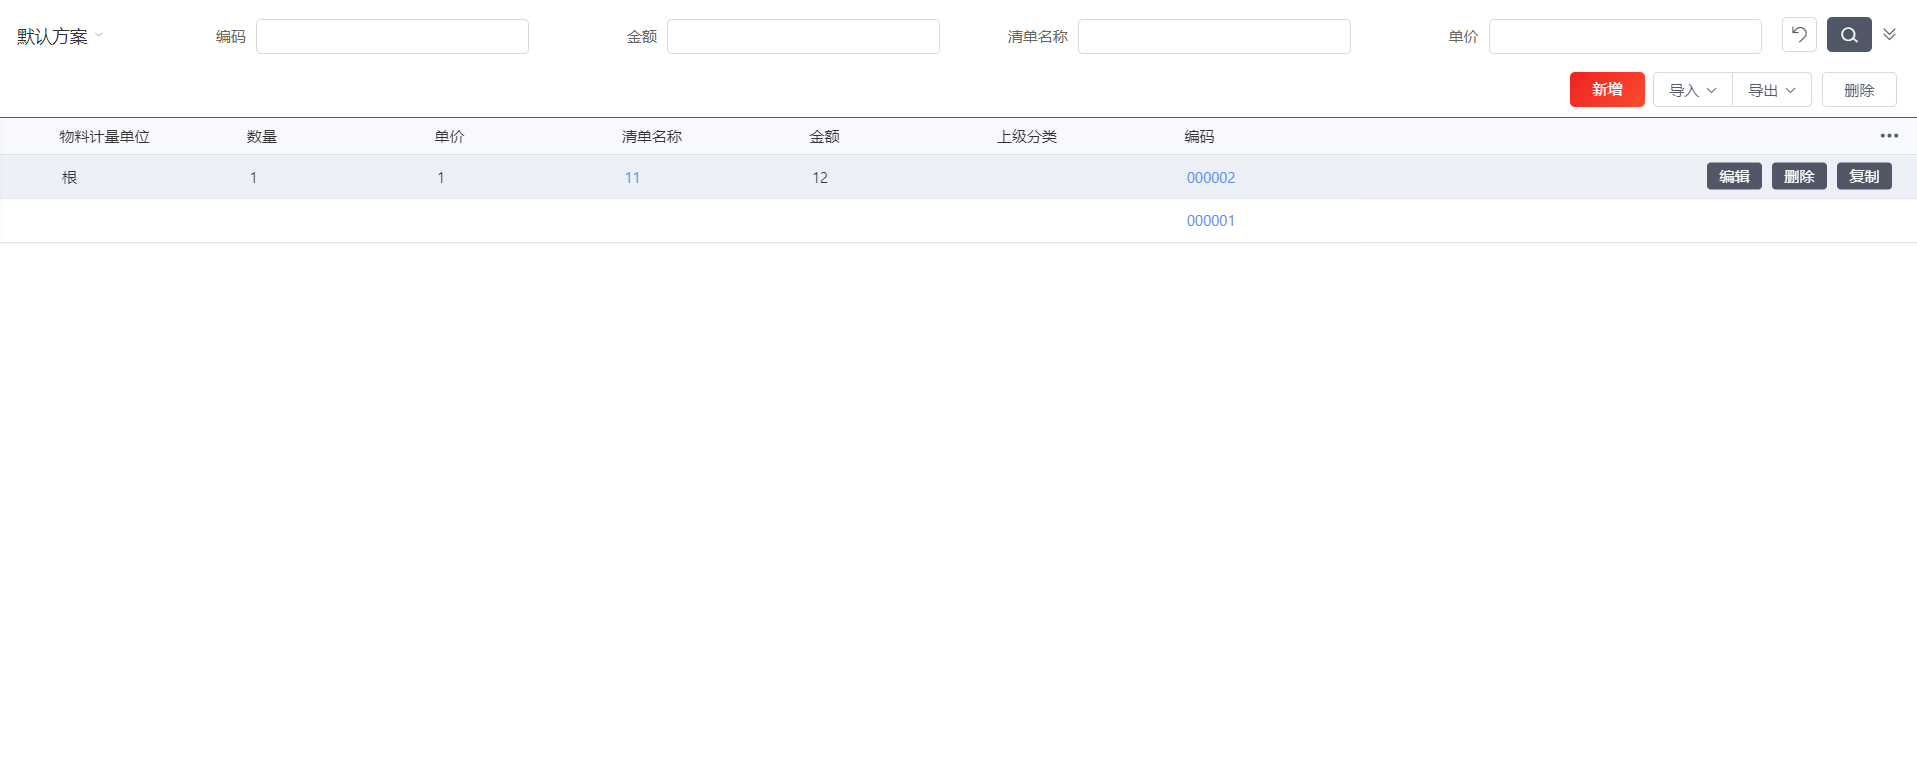 默认方案 编码 金额 清单名称 单价
新增 导入 导出 删除
物料计量单位 数量 单价 清单名称 金额 上级分类 编码
根 1 1 11 12 000002 编辑 删除 复制
000001